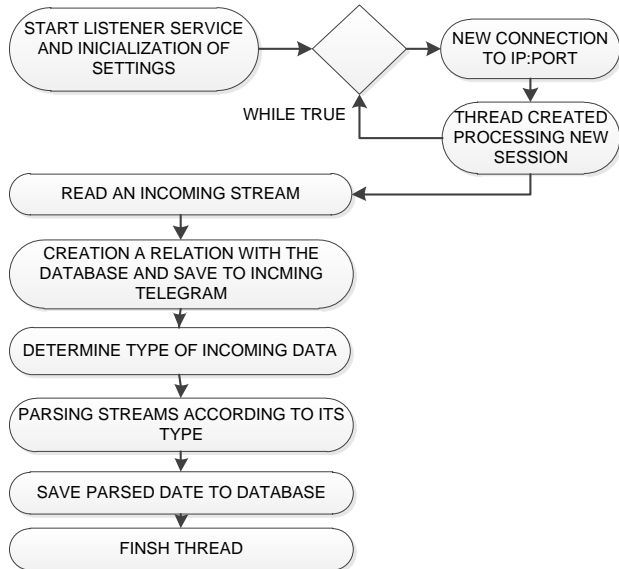 START LISTENER SERVICE
AND INICIALIZATION OF
SETTINGS
NEW CONNECTION
TO IP:PORT
WHILE TRUE
THREAD CREATED
PROCESSING NEW
SESSION
READ AN INCOMING STREAM
CREATION A RELATION WITH THE
DATABASE AND SAVE TO INCMING
TELEGRAM
DETERMINE TYPE OF INCOMING DATA
PARSING STREAMS ACCORDING TO ITS
TYPE
SAVE PARSED DATE TO DATABASE
FINSH THREAD